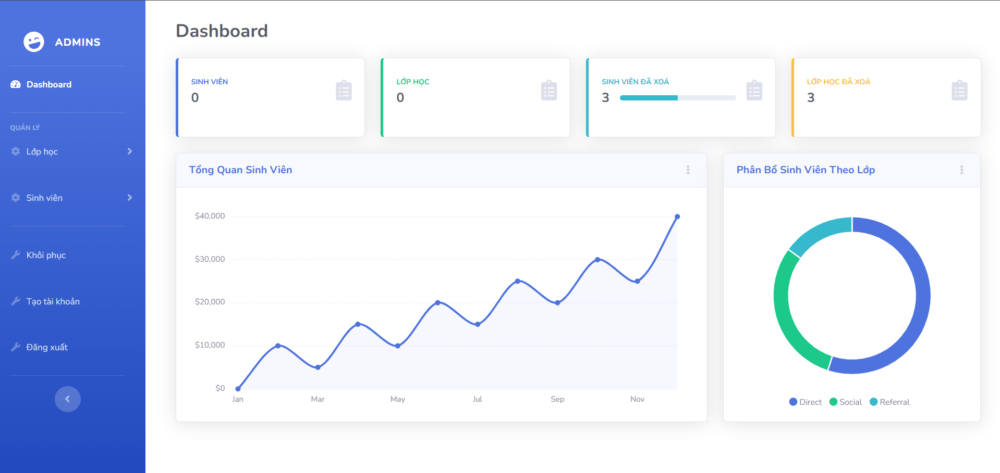 ADMINS
Dashboard
QUẢN LÝ
Lớp học
Sinh viên
Khôi phục
Tạo tài khoản
Đăng xuất
Dashboard
SINH VIÊN
0
LỚP HỌC
0
SINH VIÊN ĐÃ XOÁ
3
LỚP HỌC ĐÃ XOÁ
3
Tổng Quan Sinh Viên
$40,000
$30,000
$20,000
$10,000
$0
Jan Mar May Jul Sep Nov
Phân Bổ Sinh Viên Theo Lớp
Direct Social Referral